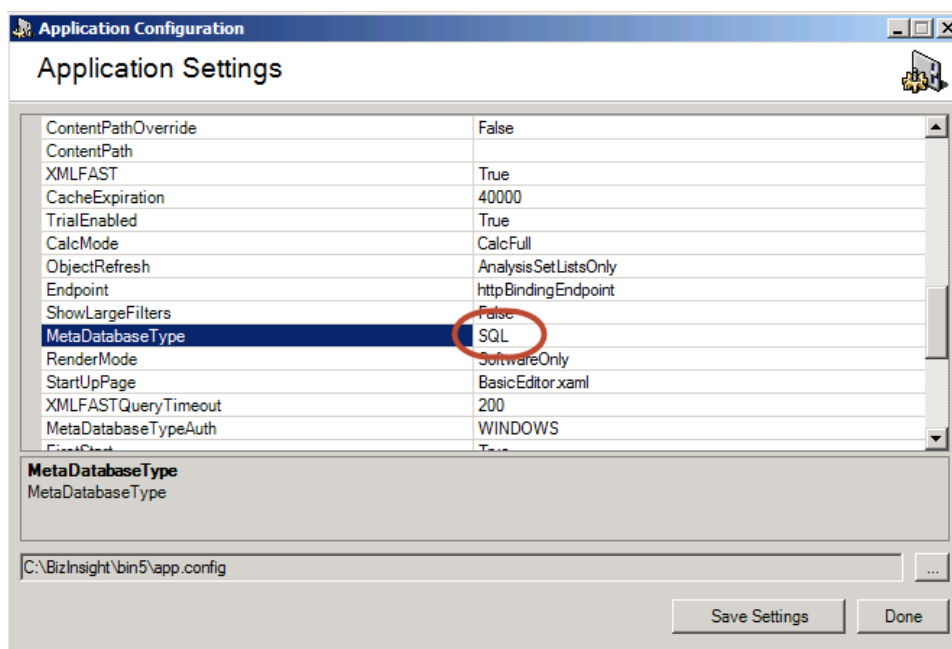 Application Configuration
Application Settings
ContentPathOverride False
ContentPath
XMLFAST True
CacheExpiration 40000
TrialEnabled True
CalcMode CalcFull
ObjectRefresh AnalysisSetListsOnly
Endpoint httpBindingEndpoint
ShowLargeFilters False
MetaDatabaseType SQL
RenderMode SoftwareOnly
StartUpPage BasicEditor.xaml
XMLFASTQueryTimeout 200
MetaDatabaseTypeAuth WINDOWS
FirstStart True
MetaDatabaseType
MetaDatabaseType
C:\BizInsight\bin5\app.config ...
Save Settings Done